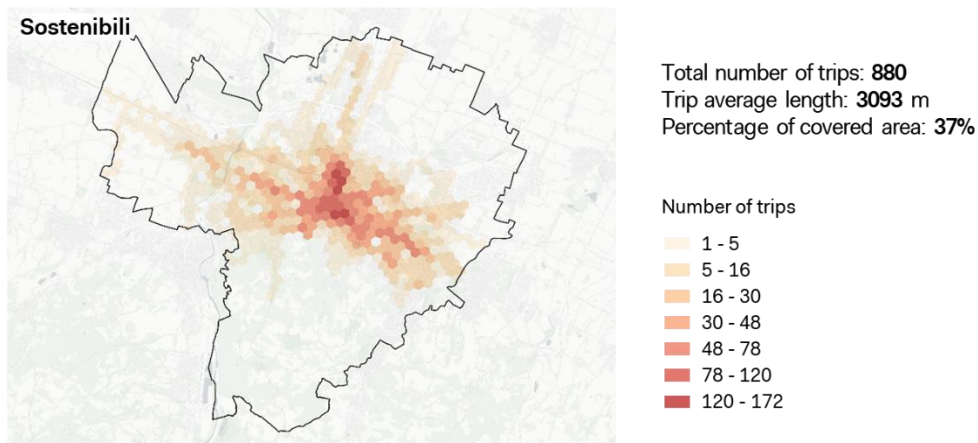 Sostenibili
Total number of trips: 880
Trip average length: 3093 m
Percentage of covered area: 37%
Number of trips
1 - 5
5 - 16
16 - 30
30 - 48
48 - 78
78 - 120
120 - 172